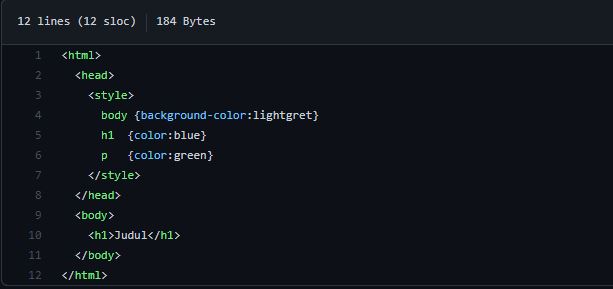 12 lines (12 sloc) 184 Bytes
1 <html>
2 <head>
3 <style>
4 body {background-color:lightgret}
5 h1 {color:blue}
6 p {color:green}
7 </style>
8 </head>
9 <body>
10 <h1>Judul</h1>
11 </body>
12 </html>